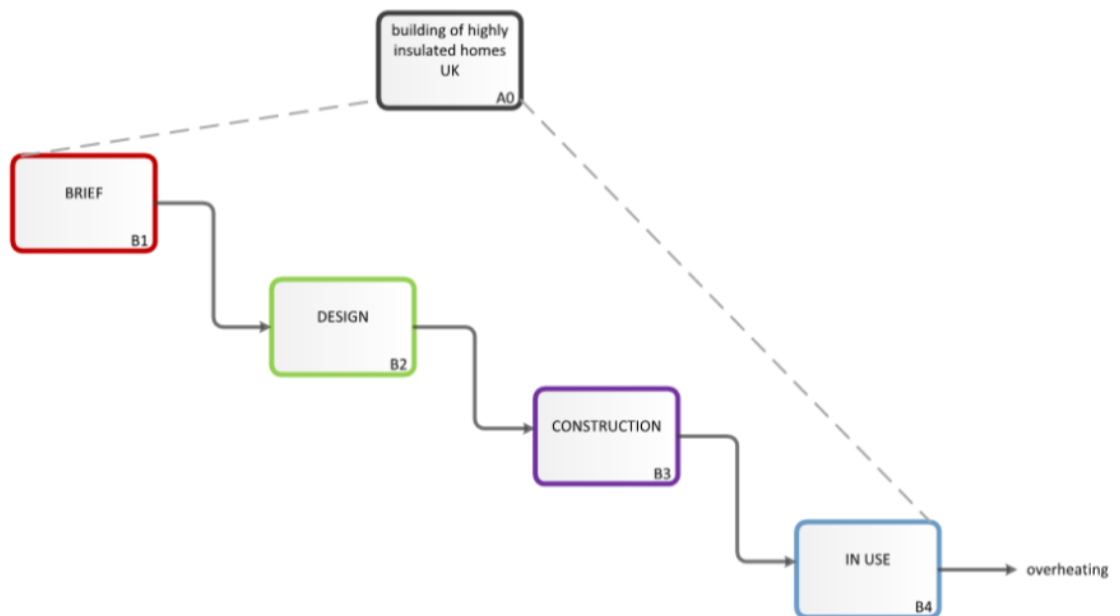 building of highly
insulated homes
UK
A0
BRIEF
B1
DESIGN
B2
CONSTRUCTION
B3
IN USE
B4
overheating